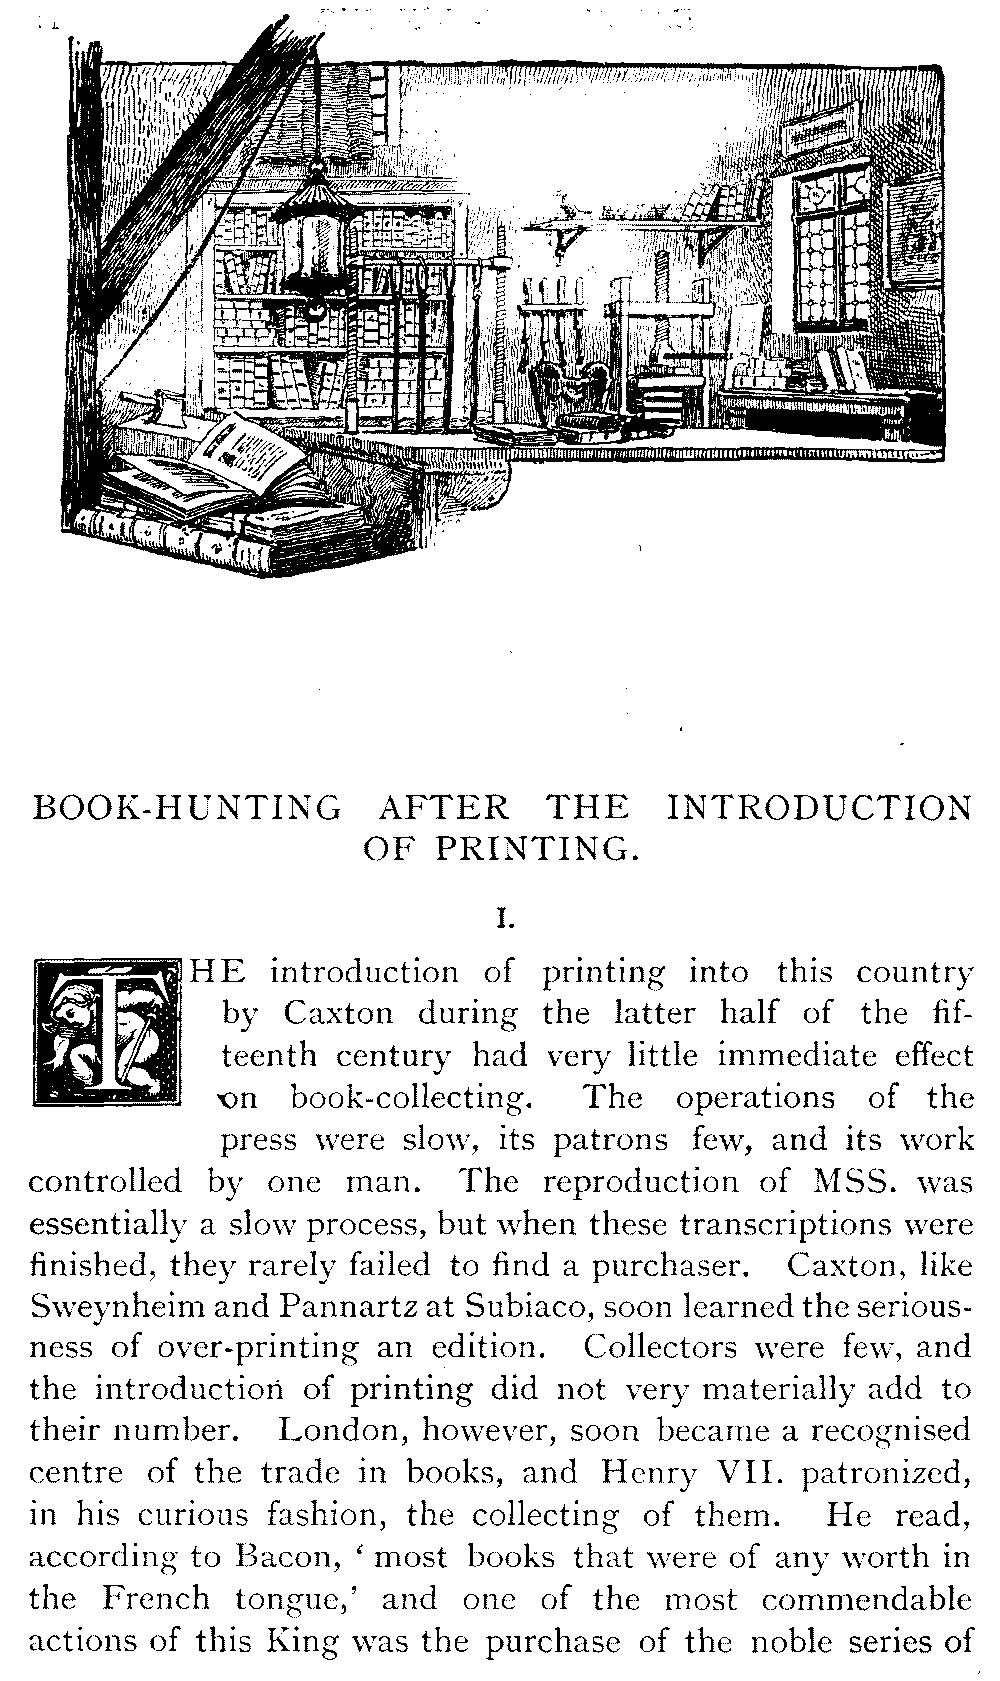 BOOK-HUNTING AFTER THE INTRODUCTION
OF PRINTING.
I.
THE introduction of printing into this country
by Caxton during the latter half of the fif-
teenth century had very little immediate effect
on book-collecting. The operations of the
press were slow, its patrons few, and its work
controlled by one man. The reproduction of MSS. was
essentially a slow process, but when these transcriptions were
finished, they rarely failed to find a purchaser. Caxton, like
Sweynheim and Pannartz at Subiaco, soon learned the serious-
ness of over-printing an edition. Collectors were few, and
the introduction of printing did not very materially add to
their number. London, however, soon became a recognised
centre of the trade in books, and Henry VII. patronized,
in his curious fashion, the collecting of them. He read,
according to Bacon, ‘ most books that were of any worth in
the French tongue,’ and one of the most commendable
actions of this King was the purchase of the noble series of